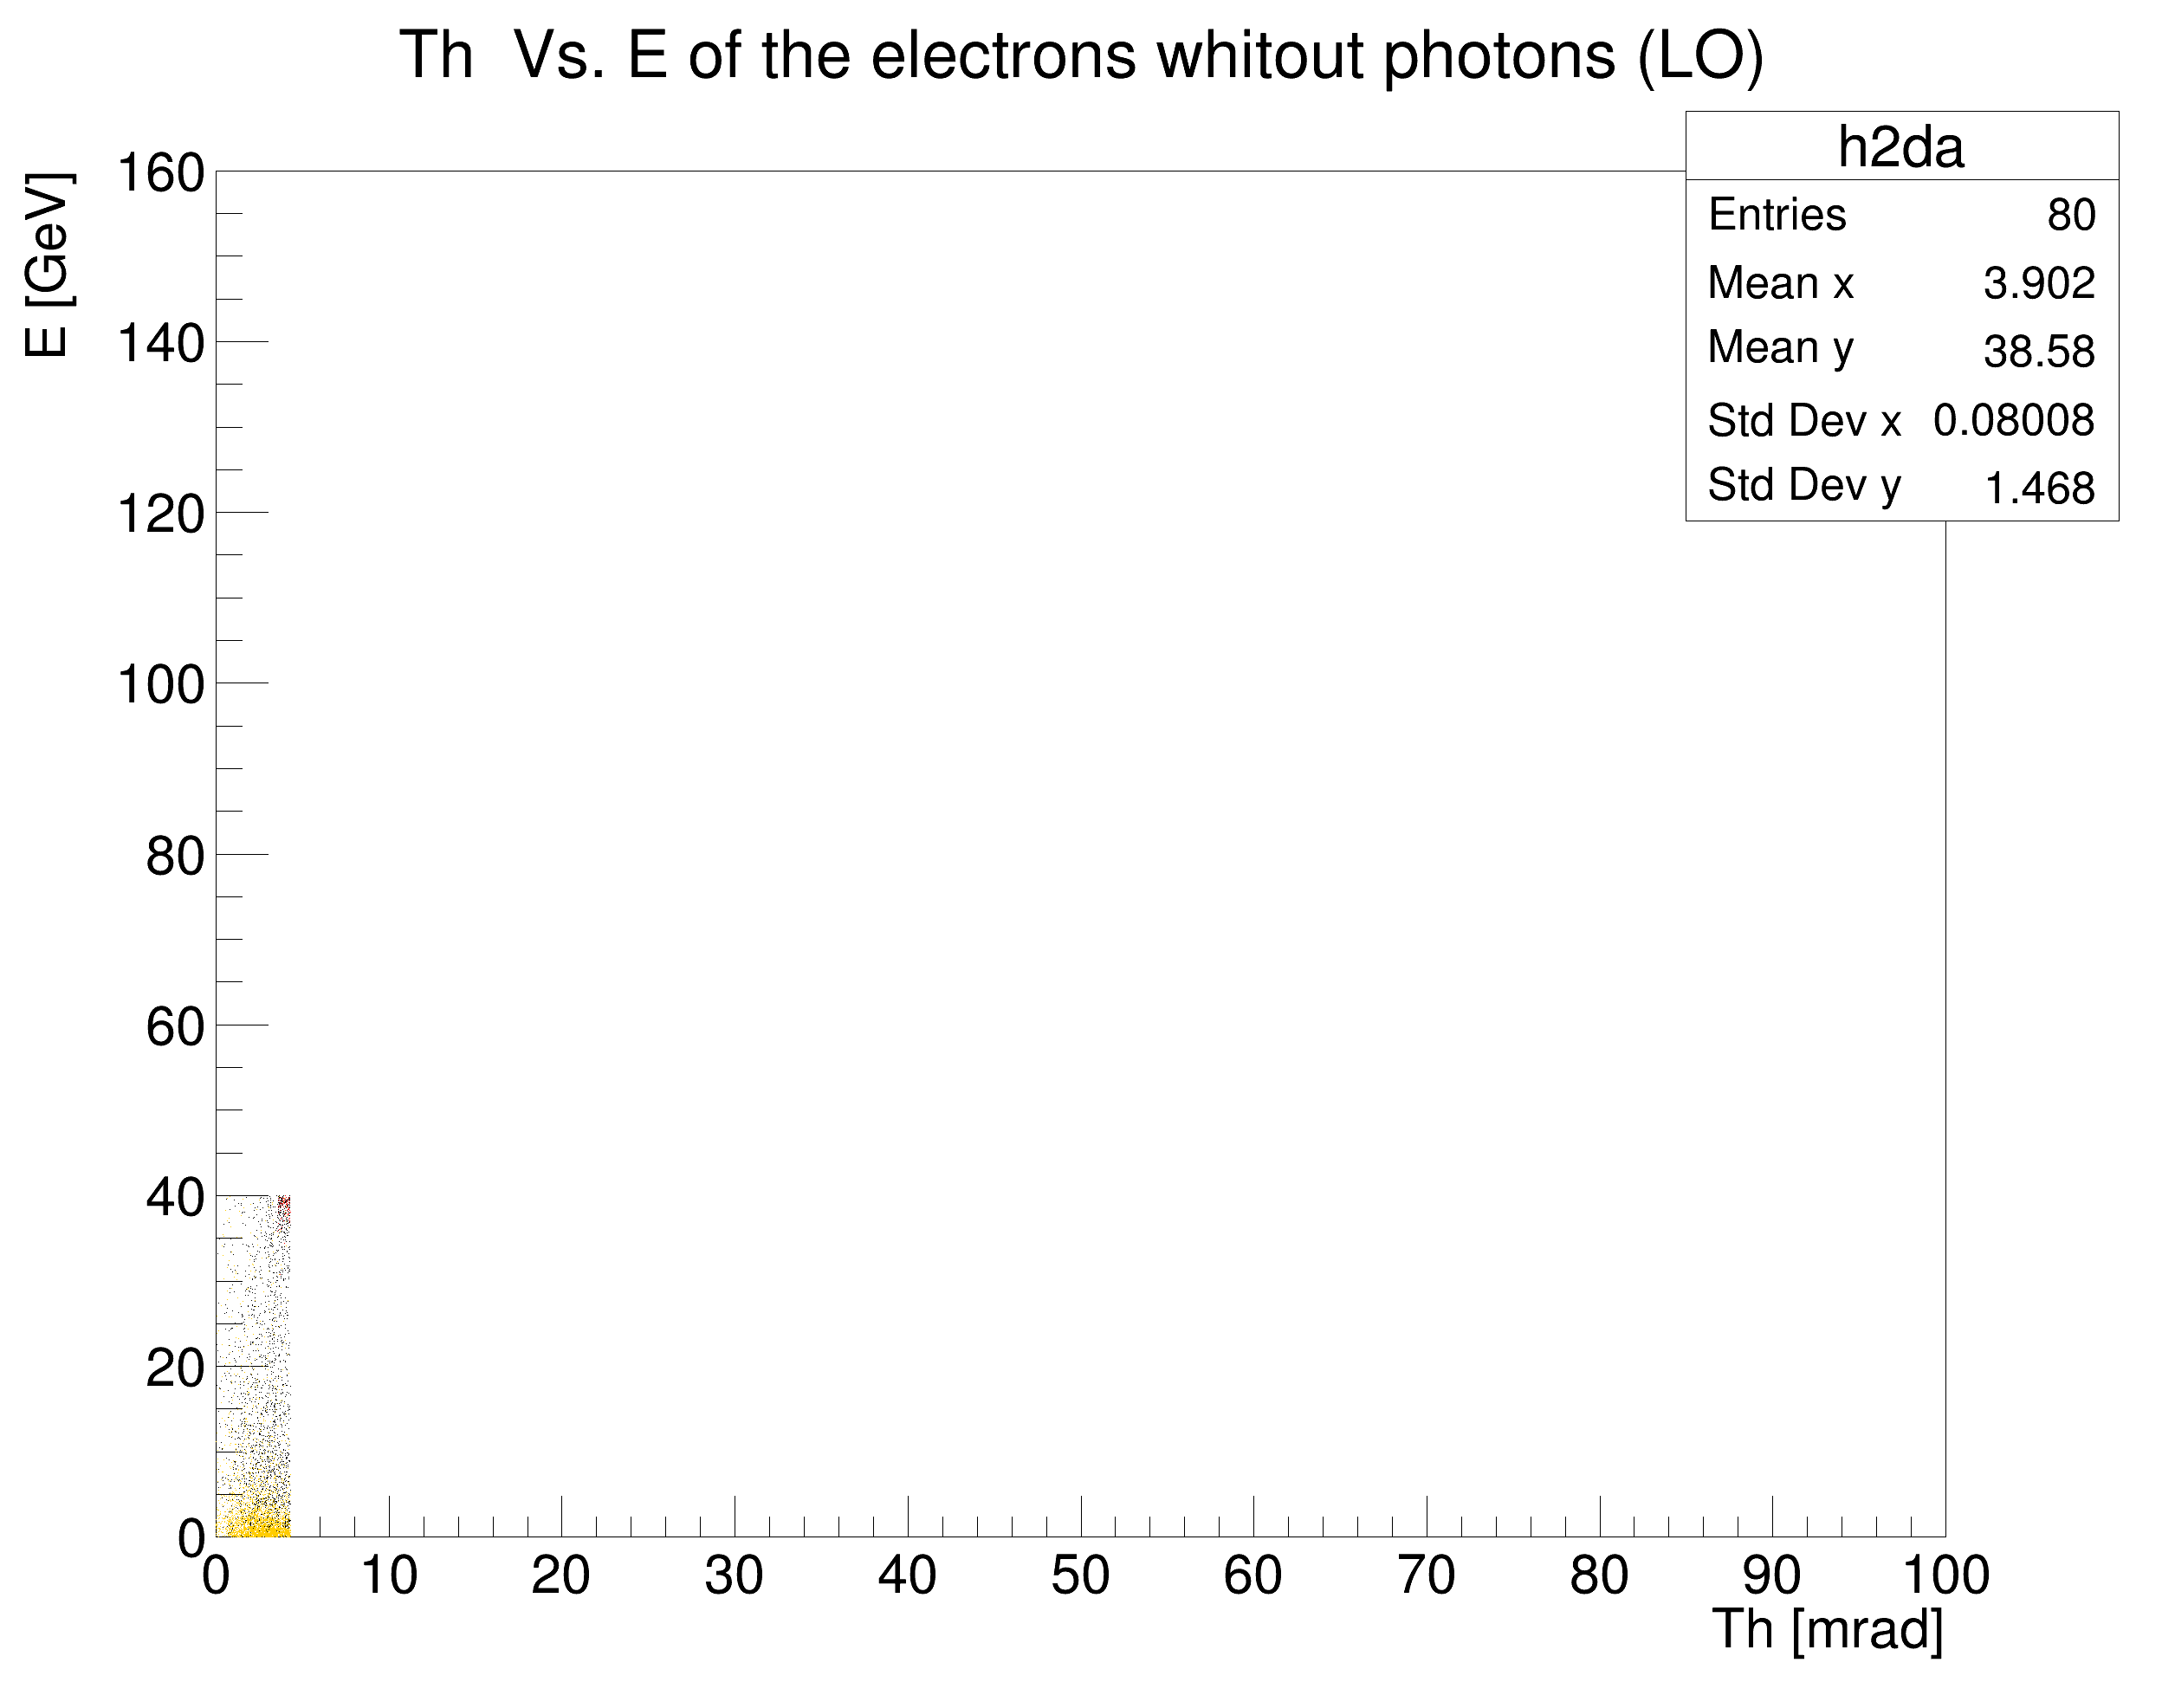 Th  Vs. E of the electrons whitout photons (LO)
h2da
Entries 80
Mean x 3.902
Mean y 38.58
Std Dev x 0.08008
Std Dev y 1.468
E [GeV]
160
140
120
100
80
60
40
20
0
0 10 20 30 40 50 60 70 80 90 100
Th [mrad]